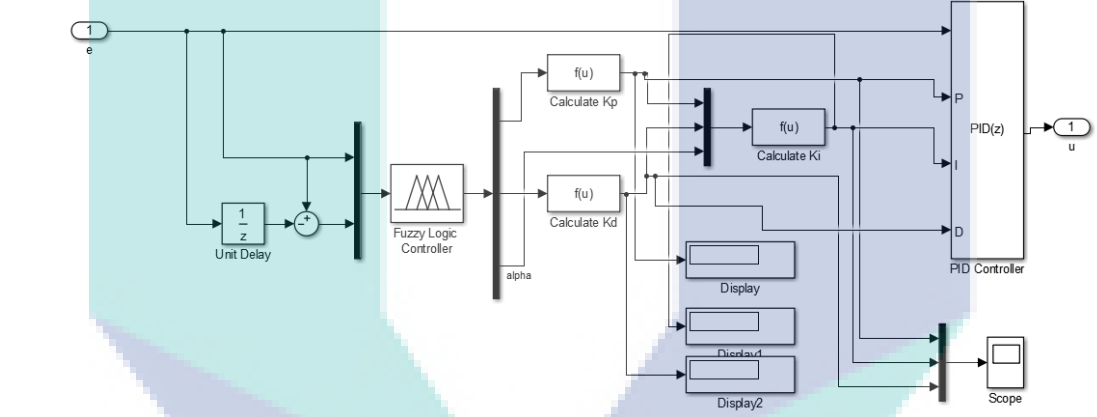 1
e
f(u)
Calculate Kp
P
PID(z)
1
u
f(u)
Calculate Ki
I
f(u)
Calculate Kd
1
z
Unit Delay
− +
Fuzzy Logic
Controller
D
PID Controller
alpha
Display
Display1
Display2
Scope